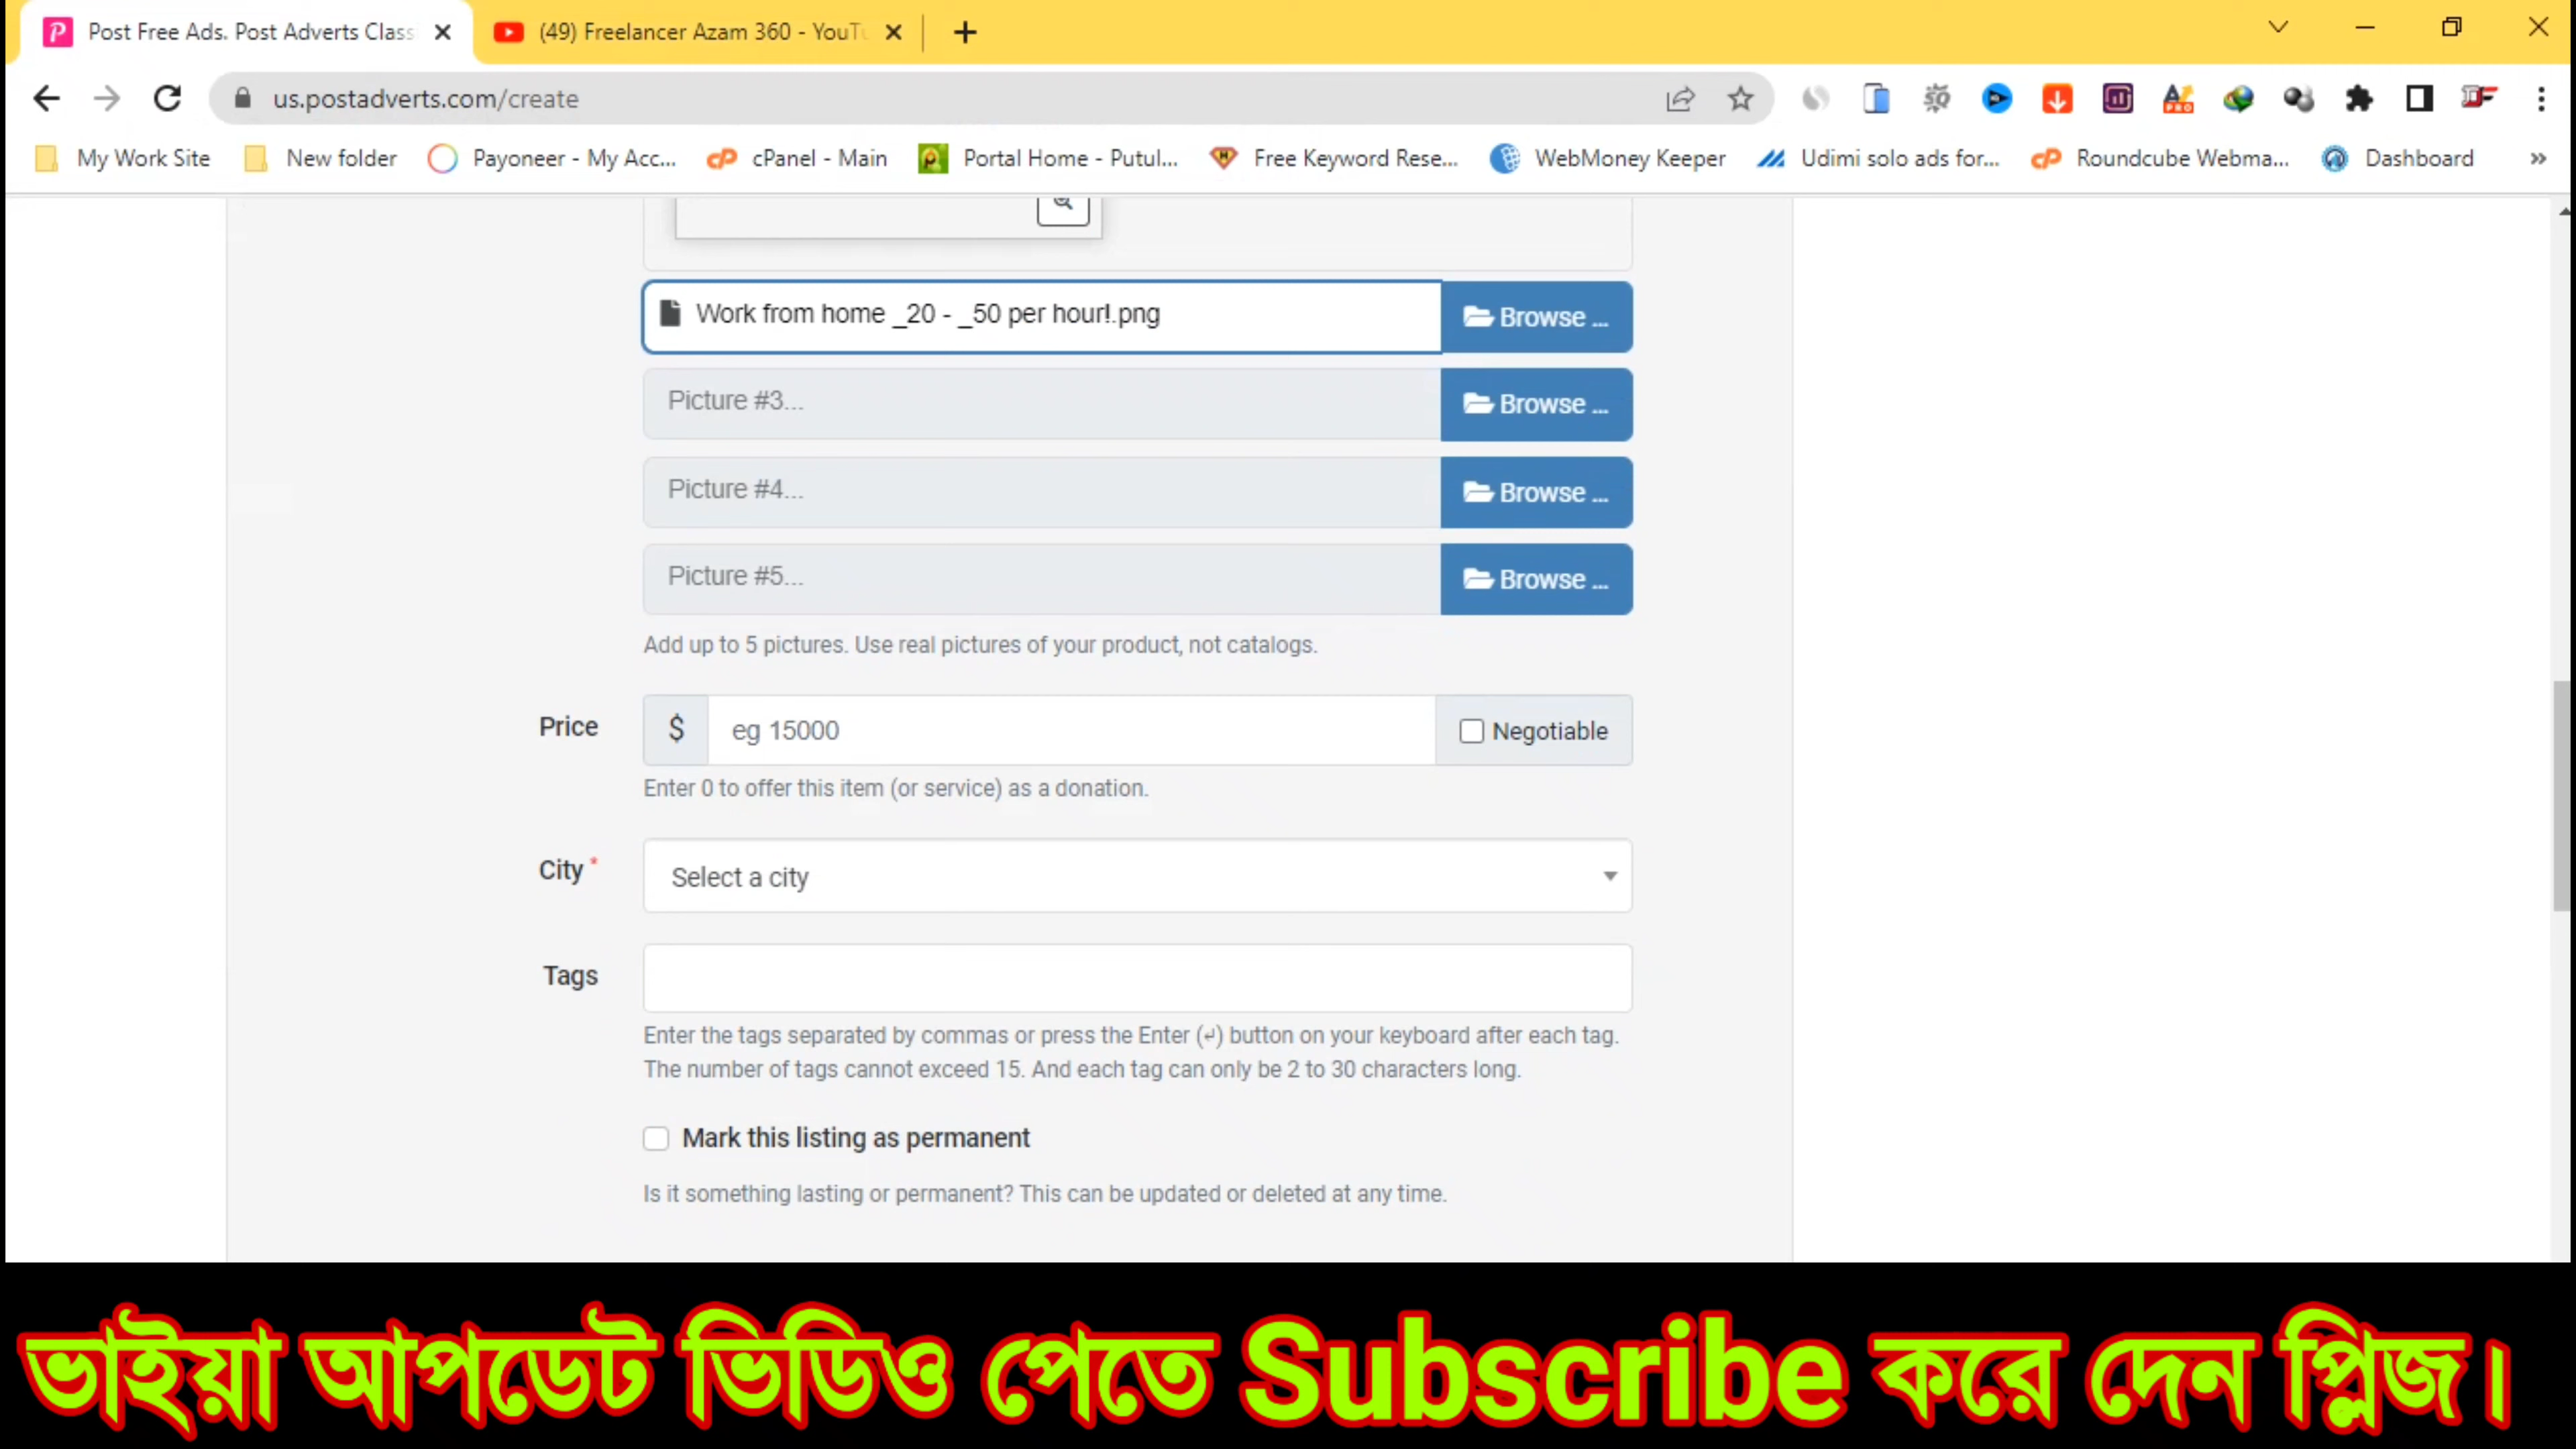 Post Free Ads. Post Adverts Class
(49) Freelancer Azam 360 - YouTu
us.postadverts.com/create
My Work Site
New folder
Payoneer - My Acc...
cPanel - Main
Portal Home - Putul...
Free Keyword Rese...
WebMoney Keeper
Udimi solo ads for...
Roundcube Webma...
Dashboard
»
Work from home _20 - _50 per hour!.png
Browse ...
Picture #3...
Browse ...
Picture #4...
Browse ...
Picture #5...
Browse ...
Add up to 5 pictures. Use real pictures of your product, not catalogs.
Price
$
eg 15000
Negotiable
Enter 0 to offer this item (or service) as a donation.
City *
Select a city
Tags
Enter the tags separated by commas or press the Enter (↵) button on your keyboard after each tag.
The number of tags cannot exceed 15. And each tag can only be 2 to 30 characters long.
Mark this listing as permanent
Is it something lasting or permanent? This can be updated or deleted at any time.
ভাইয়া আপডেট ভিডিও পেতে Subscribe করে দেন প্লিজ।